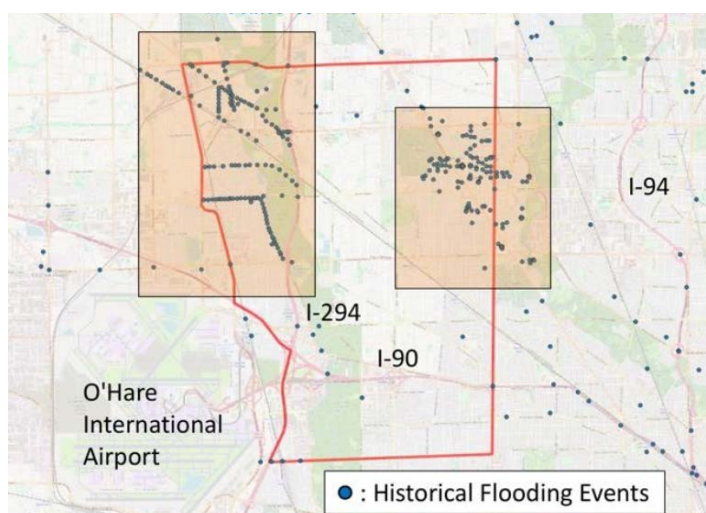 I-94
I-294
I-90
O'Hare
International
Airport
: Historical Flooding Events